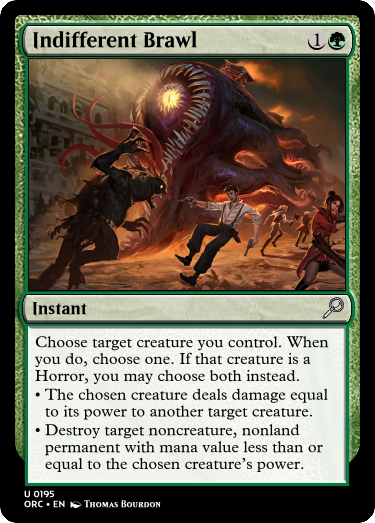 Indifferent Brawl 1
Instant
Choose target creature you control. When
you do, choose one. If that creature is a
Horror, you may choose both instead.
• The chosen creature deals damage equal
to its power to another target creature.
• Destroy target noncreature, nonland
permanent with mana value less than or
equal to the chosen creature's power.
U 0195
ORC • EN Thomas Bourdon